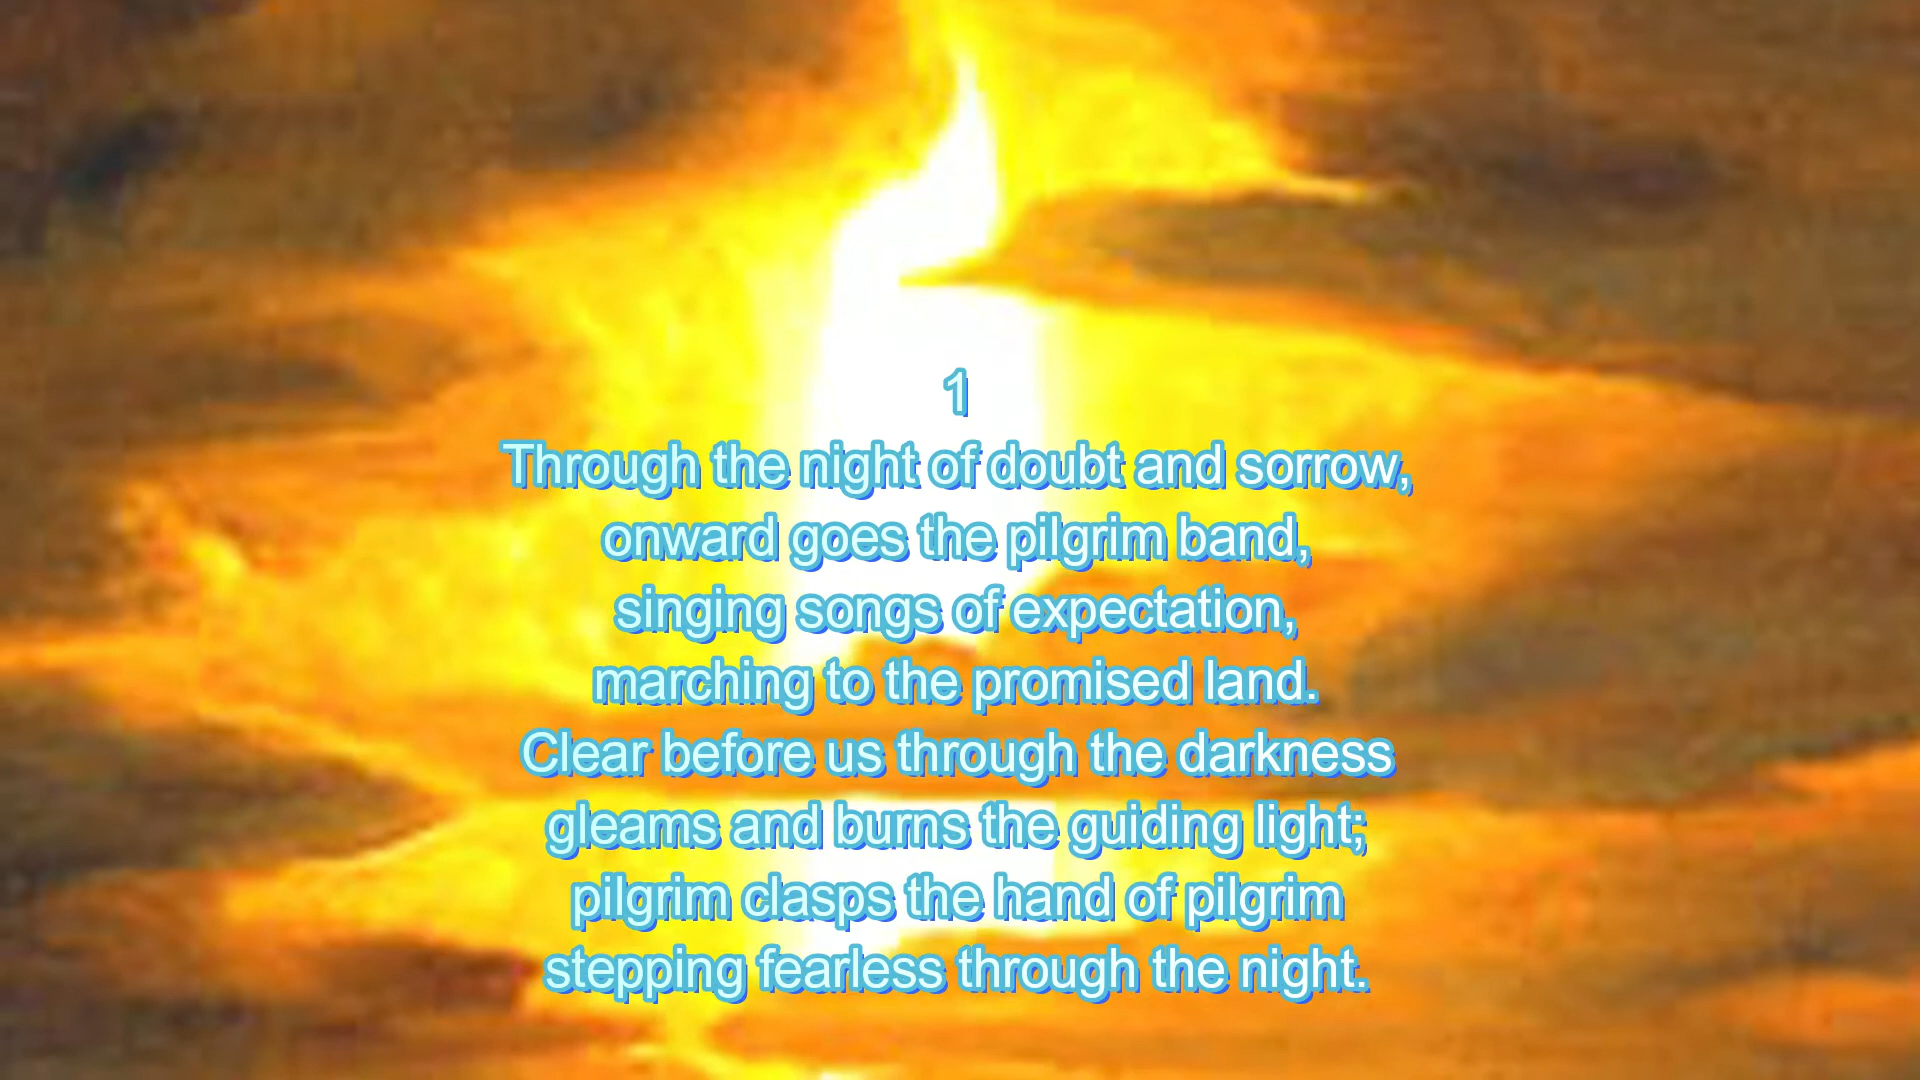 1
Through the night of doubt and sorrow,
onward goes the pilgrim band,
singing songs of expectation,
marching to the promised land.
Clear before us through the darkness
gleams and burns the guiding light;
pilgrim clasps the hand of pilgrim
stepping fearless through the night.